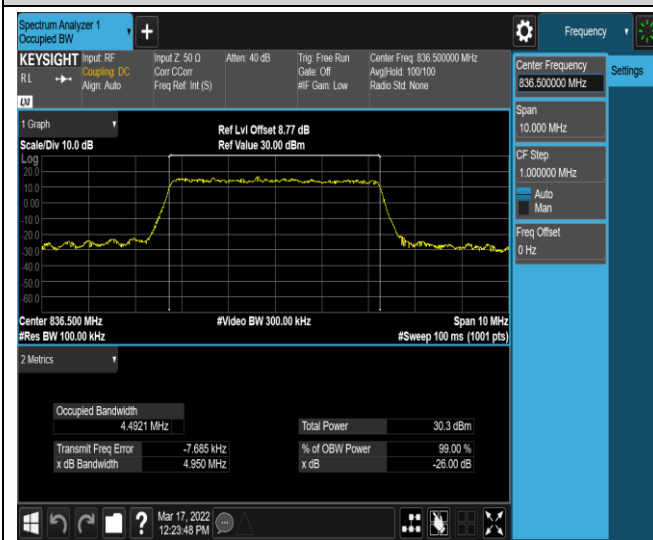 Spectrum Analyzer 1
Occupied BW
Frequency
KEYSIGHT
RL
LXI
Input: RF
Coupling: DC
Align: Auto
Input Z: 50 Ω
Corr CCorr
Freq Ref: Int (S)
Atten: 40 dB
Trig: Free Run
Gate: Off
#IF Gain: Low
Center Freq: 836.500000 MHz
Avg|Hold: 100/100
Radio Std: None
Center Frequency
836.500000 MHz
Settings
Span
10.000 MHz
CF Step
1.000000 MHz
Auto
Man
Freq Offset
0 Hz
1 Graph
Scale/Div 10.0 dB
Ref Lvl Offset 8.77 dB
Ref Value 30.00 dBm
Log
20.0
10.0
0.00
-10.0
-20.0
-30.0
-40.0
-50.0
-60.0
Center 836.500 MHz
#Video BW 300.00 kHz
Span 10 MHz
#Res BW 100.00 kHz
#Sweep 100 ms (1001 pts)
2 Metrics
Occupied Bandwidth
4.4921 MHz
Total Power
30.3 dBm
Transmit Freq Error
-7.685 kHz
% of OBW Power
99.00 %
x dB Bandwidth
4.950 MHz
x dB
-26.00 dB
?
Mar 17, 2022
12:23:48 PM